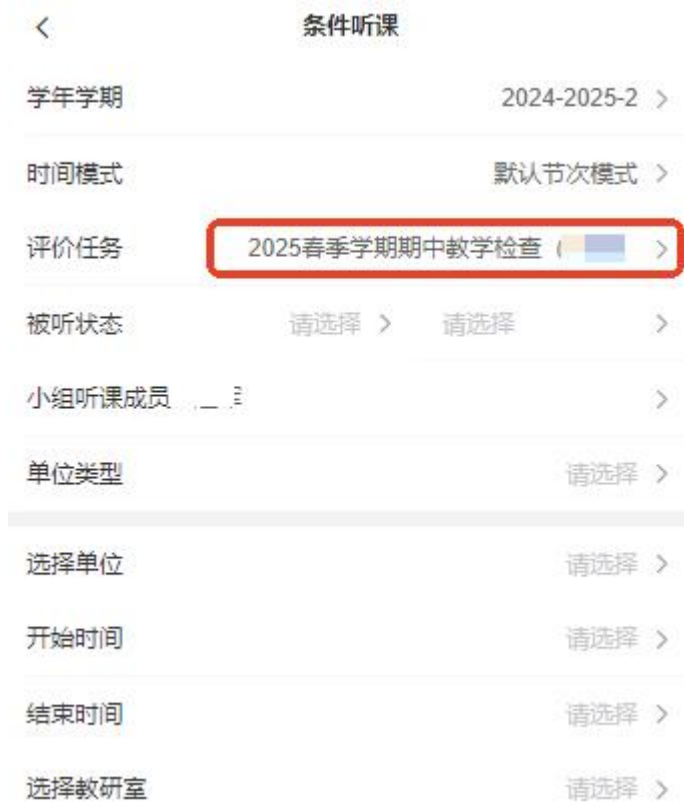 条件听课
学年学期 2024-2025-2
时间模式 默认节次模式
评价任务 2025春季学期期中教学检查（
被听状态 请选择 请选择
小组听课成员
单位类型 请选择
选择单位 请选择
开始时间 请选择
结束时间 请选择
选择教研室 请选择